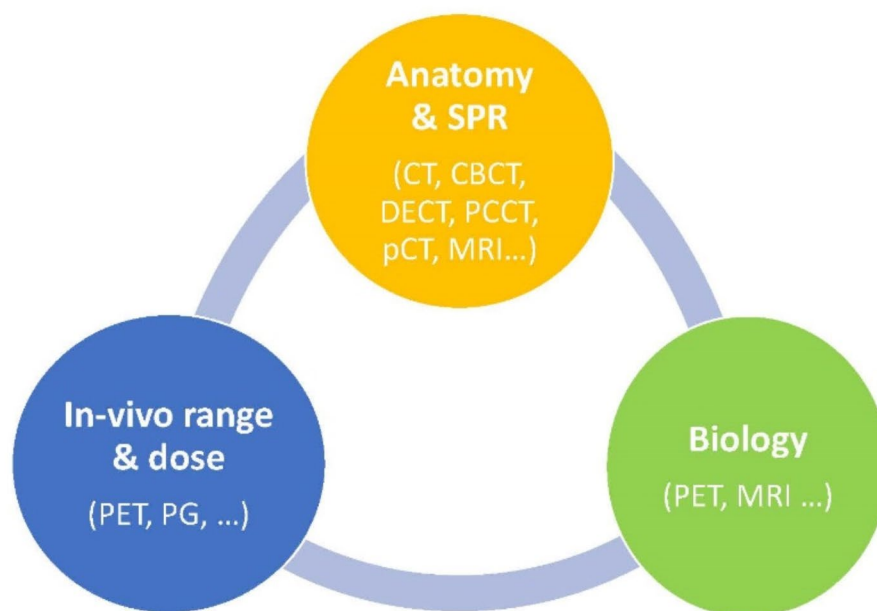 Anatomy
& SPR
(CT, CBCT,
DECT, PCCT,
pCT, MRI…)
In-vivo range
& dose
(PET, PG, …)
Biology
(PET, MRI …)